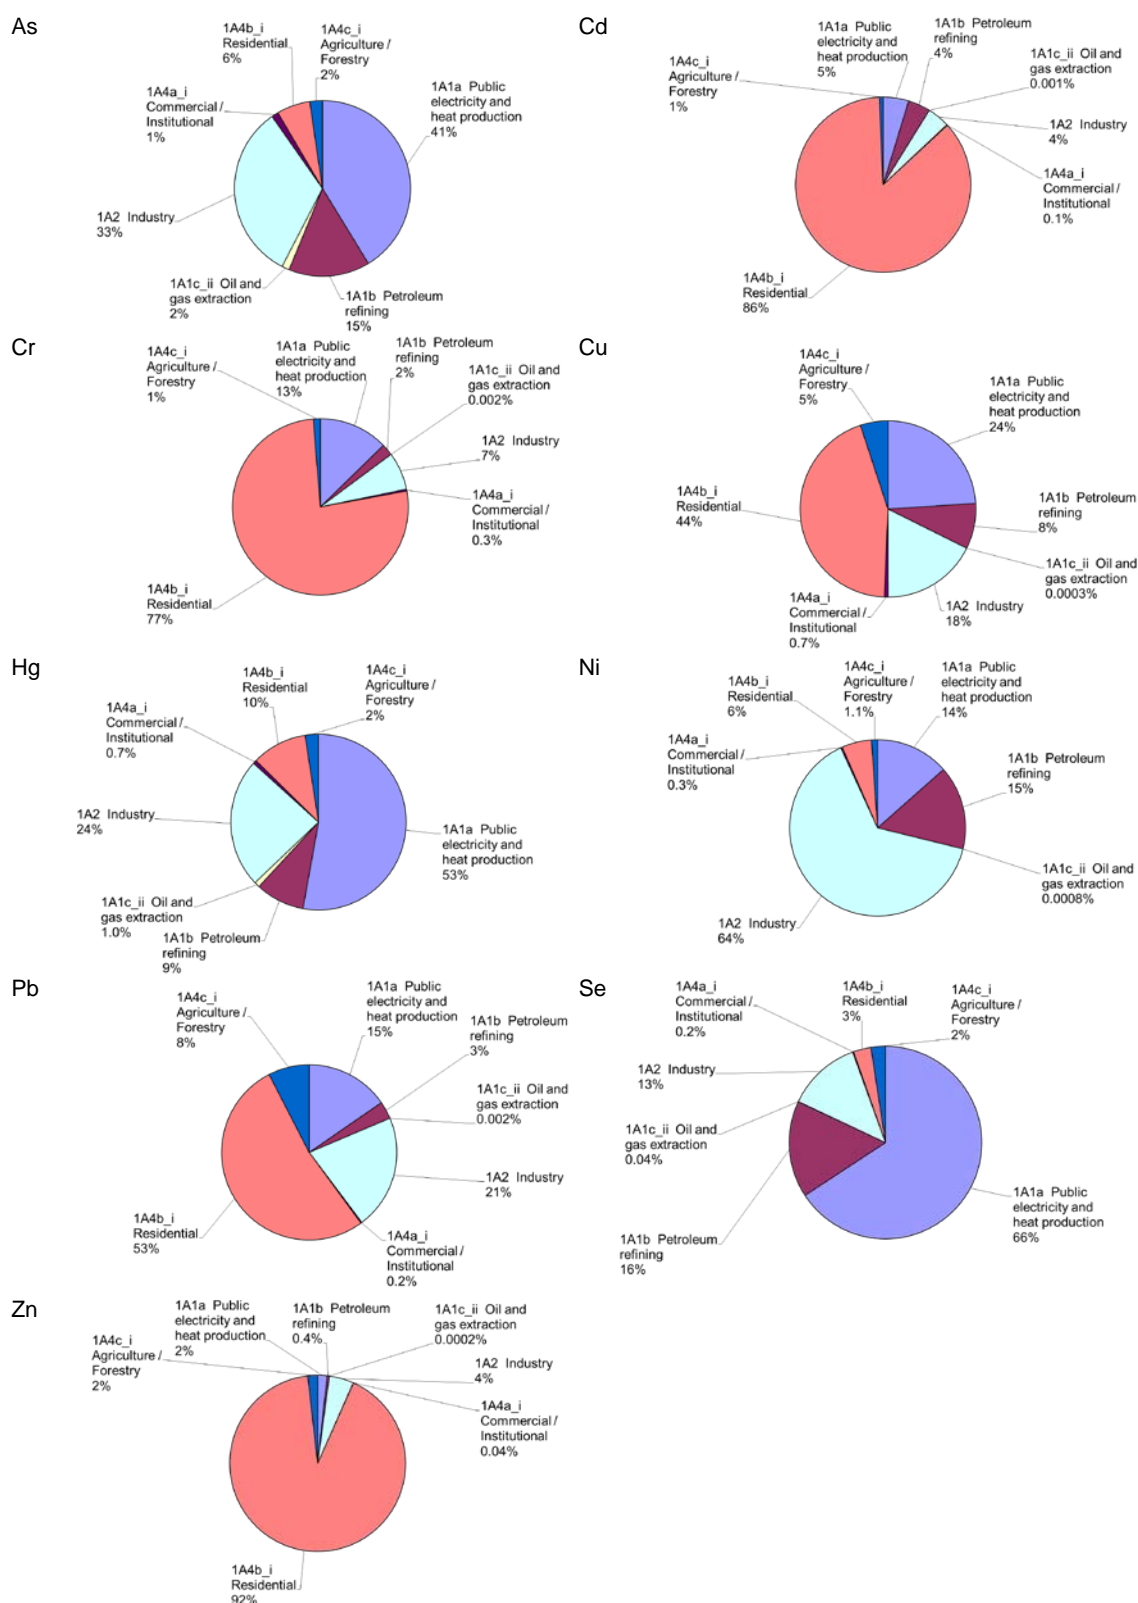 As
1A4b_i
Residential
6%
1A4c_i
Agriculture /
Forestry
2%
1A4a_i
Commercial /
Institutional
1%
1A1a Public
electricity and
heat production
41%
1A2 Industry
33%
1A1c_ii Oil and
gas extraction
2%
1A1b Petroleum
refining
15%
Cd
1A4c_i
Agriculture /
Forestry
1%
1A1a Public
electricity and
heat production
5%
1A1b Petroleum
refining
4%
1A1c_ii Oil and
gas extraction
0.001%
1A2 Industry
4%
1A4a_i
Commercial /
Institutional
0.1%
1A4b_i
Residential
86%
Cr
1A4c_i
Agriculture /
Forestry
1%
1A1a Public
electricity and
heat production
13%
1A1b Petroleum
refining
2%
1A1c_ii Oil and
gas extraction
0.002%
1A2 Industry
7%
1A4a_i
Commercial /
Institutional
0.3%
1A4b_i
Residential
77%
Cu
1A4c_i
Agriculture /
Forestry
5%
1A1a Public
electricity and
heat production
24%
1A4b_i
Residential
44%
1A1b Petroleum
refining
8%
1A1c_ii Oil and
gas extraction
0.0003%
1A4a_i
Commercial /
Institutional
0.7%
1A2 Industry
18%
Hg
1A4b_i
Residential
10%
1A4c_i
Agriculture /
Forestry
2%
1A4a_i
Commercial /
Institutional
0.7%
1A2 Industry
24%
1A1a Public
electricity and
heat production
53%
1A1c_ii Oil and
gas extraction
1.0%
1A1b Petroleum
refining
9%
Ni
1A4b_i
Residential
6%
1A4c_i
Agriculture /
Forestry
1.1%
1A1a Public
electricity and
heat production
14%
1A4a_i
Commercial /
Institutional
0.3%
1A1b Petroleum
refining
15%
1A1c_ii Oil and
gas extraction
0.0008%
1A2 Industry
64%
Pb
1A4c_i
Agriculture /
Forestry
8%
1A1a Public
electricity and
heat production
15%
1A1b Petroleum
refining
3%
1A1c_ii Oil and
gas extraction
0.002%
1A2 Industry
21%
1A4b_i
Residential
53%
1A4a_i
Commercial /
Institutional
0.2%
Se
1A4a_i
Commercial /
Institutional
0.2%
1A4b_i
Residential
3%
1A4c_i
Agriculture /
Forestry
2%
1A2 Industry
13%
1A1c_ii Oil and
gas extraction
0.04%
1A1b Petroleum
refining
16%
1A1a Public
electricity and
heat production
66%
Zn
1A4c_i
Agriculture /
Forestry
2%
1A1a Public
electricity and
heat production
2%
1A1b Petroleum
refining
0.4%
1A1c_ii Oil and
gas extraction
0.0002%
1A2 Industry
4%
1A4a_i
Commercial /
Institutional
0.04%
1A4b_i
Residential
92%